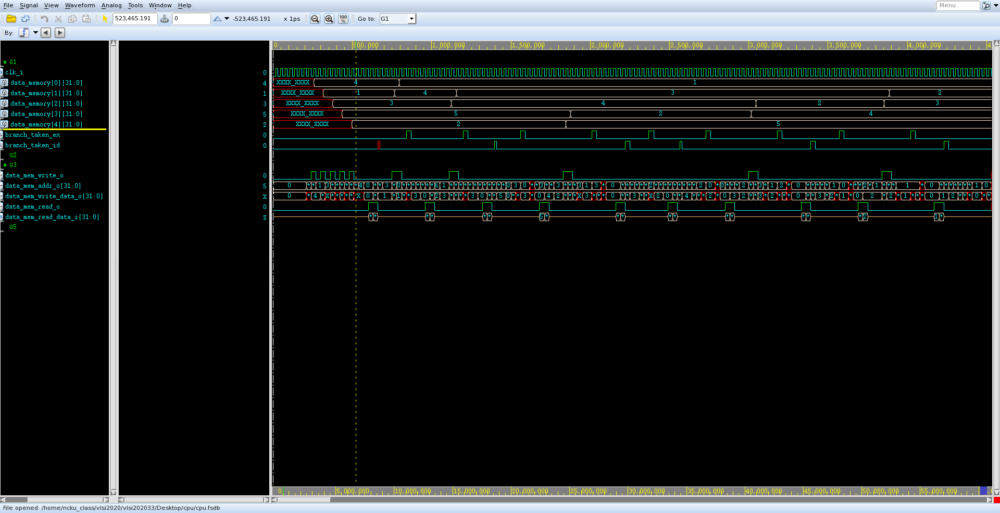 File Signal View Waveform Analog Tools Window Help Menu
523,465.191 0 -523,465.191 x 1ps 100% Go to: G1
By:
0 500,000 1,000,000 1,500,000 2,000,000 2,500,000 3,000,000 3,500,000 4,000,000
= G1
clk_i 0
data_memory[0][31:0] 4 XXXX_XXXX 4 1
data_memory[1][31:0] 1 XXXX_XXXX 1 4 3 2
data_memory[2][31:0] 3 XXXX_XXXX 3 4 2 3
data_memory[3][31:0] 5 XXXX_XXXX 5 2 4
data_memory[4][31:0] 2 XXXX_XXXX 2 5
branch_taken_ex 0
branch_taken_id 0
G2
= G3
data_mem_write_o 0
data_mem_addr_o[31:0] 5 0
data_mem_write_data_o[31:0] x 0
data_mem_read_o 0
data_mem_read_data_i[31:0] z
G5
0 5,000,000 10,000,000 15,000,000 20,000,000 25,000,000 30,000,000 35,000,000 40,000,000 45,000,000 50,000,000 55,000,000
File opened: /home/ncku_class/vlsi2020/vlsi202033/Desktop/cpu/cpu.fsdb